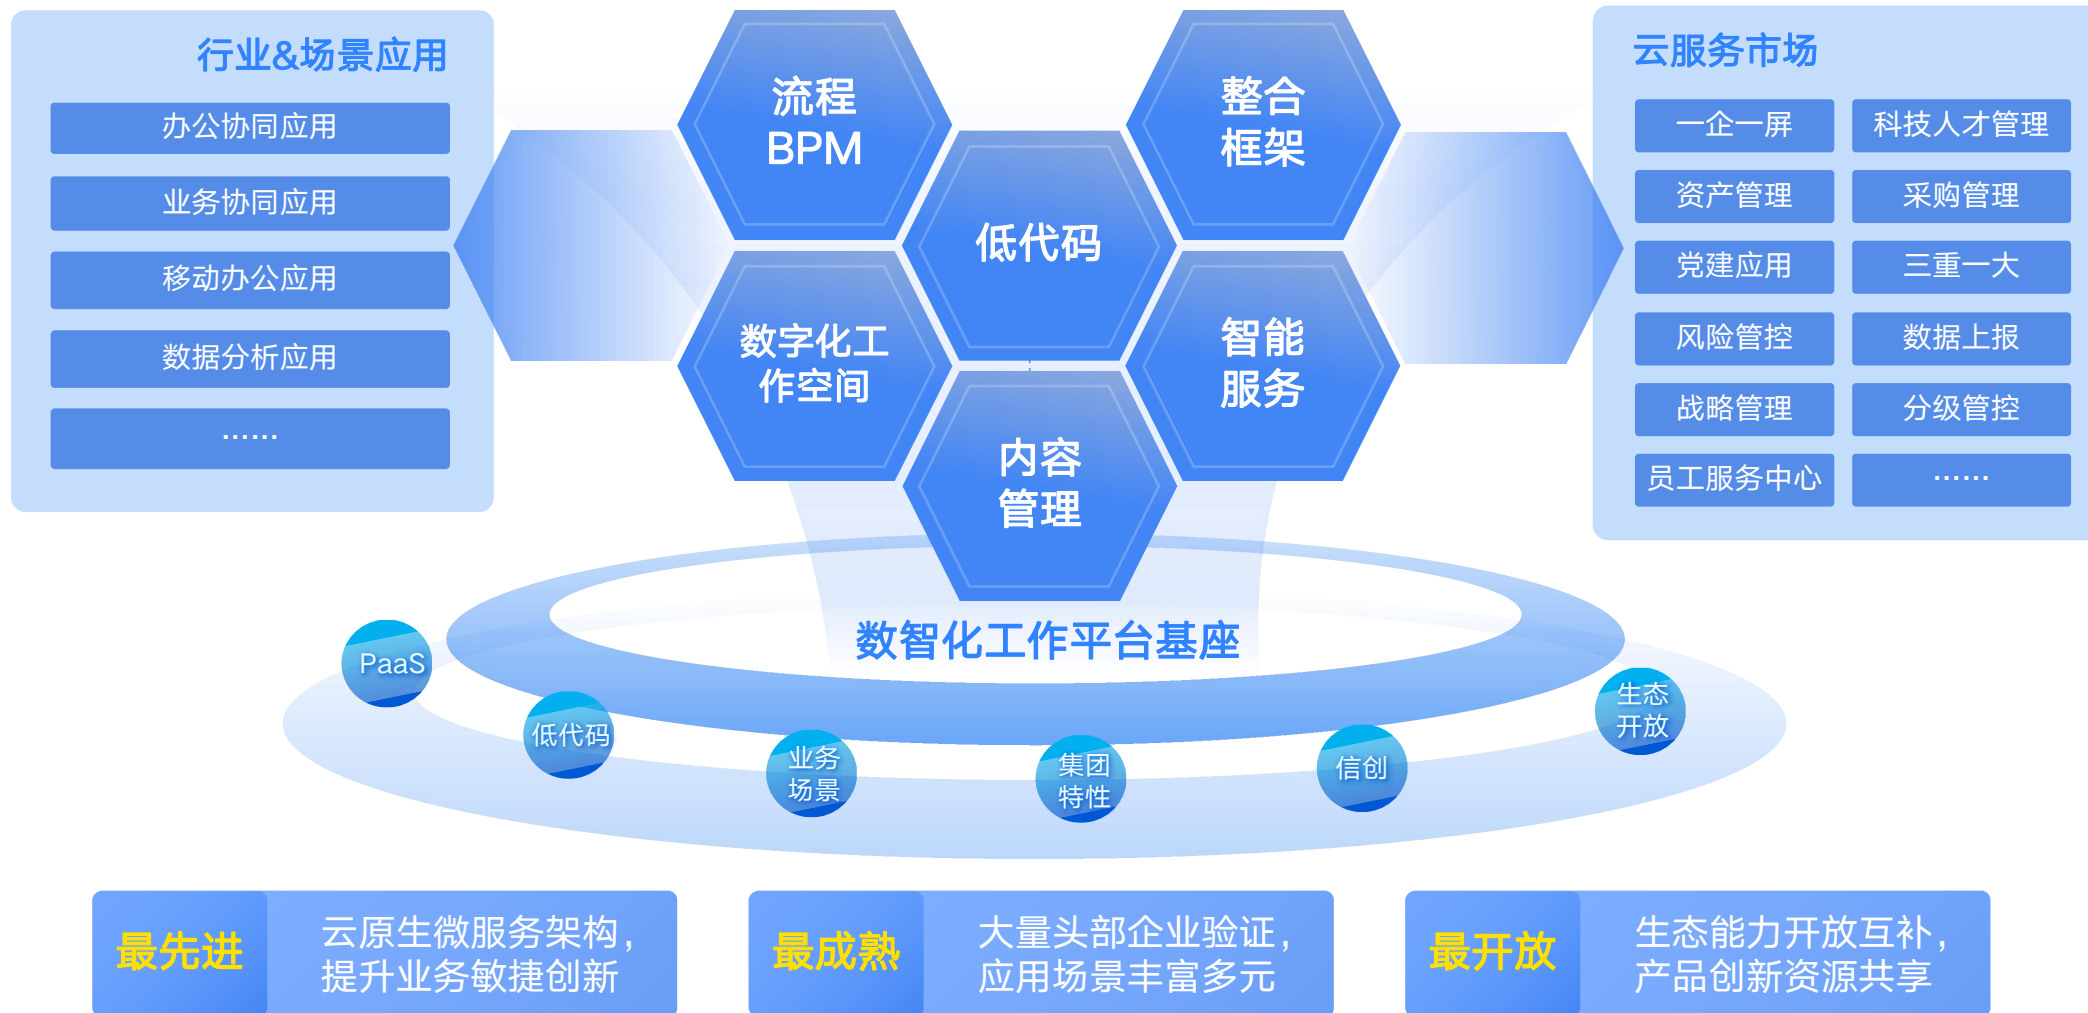 行业&场景应用
办公协同应用
业务协同应用
移动办公应用
数据分析应用
……
流程
BPM
整合
框架
低代码
数字化工
作空间
智能
服务
内容
管理
云服务市场
一企一屏
科技人才管理
资产管理
采购管理
党建应用
三重一大
风险管控
数据上报
战略管理
分级管控
员工服务中心
……
数智化工作平台基座
PaaS
低代码
业务
场景
集团
特性
信创
生态
开放
最先进
云原生微服务架构，
提升业务敏捷创新
最成熟
大量头部企业验证，
应用场景丰富多元
最开放
生态能力开放互补，
产品创新资源共享